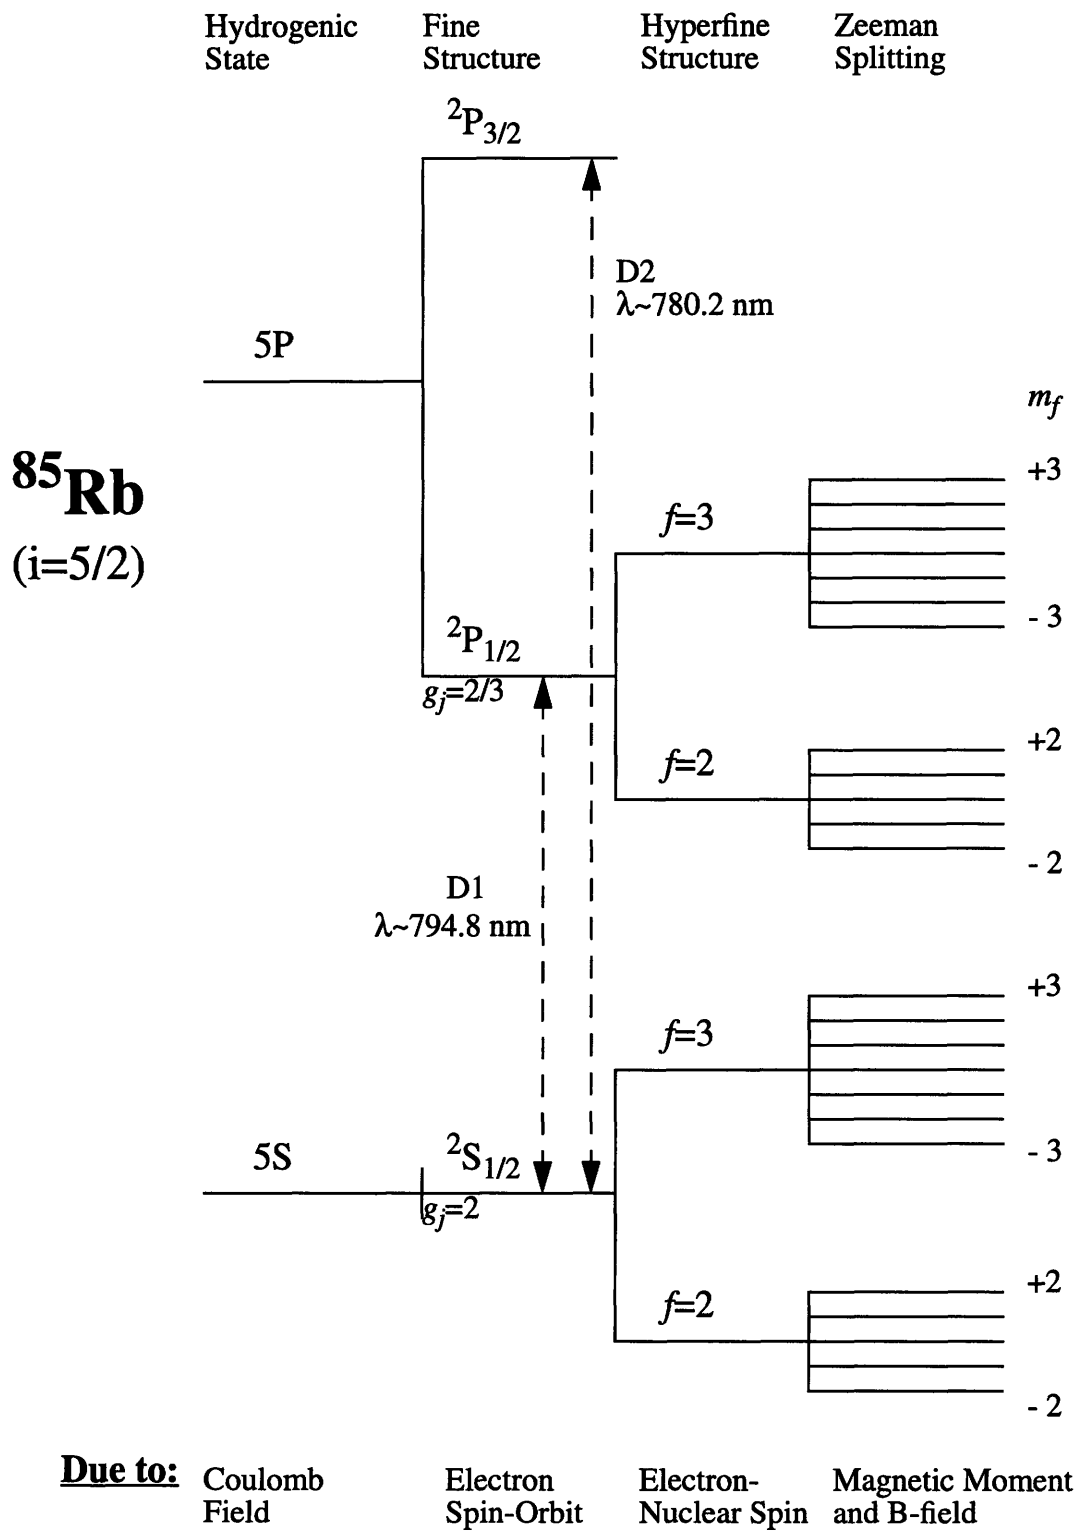 Hydrogenic State
Fine Structure
Hyperfine Structure
Zeeman Splitting
²P3/2
D2
λ~780.2 nm
5P
mf
+3
⁸⁵Rb
f=3
(i=5/2)
- 3
²P1/2
gj=2/3
+2
f=2
- 2
D1
λ~794.8 nm
+3
f=3
5S
²S1/2
- 3
gj=2
+2
f=2
- 2
Due to:
Coulomb Field
Electron Spin-Orbit
Electron-Nuclear Spin
Magnetic Moment and B-field